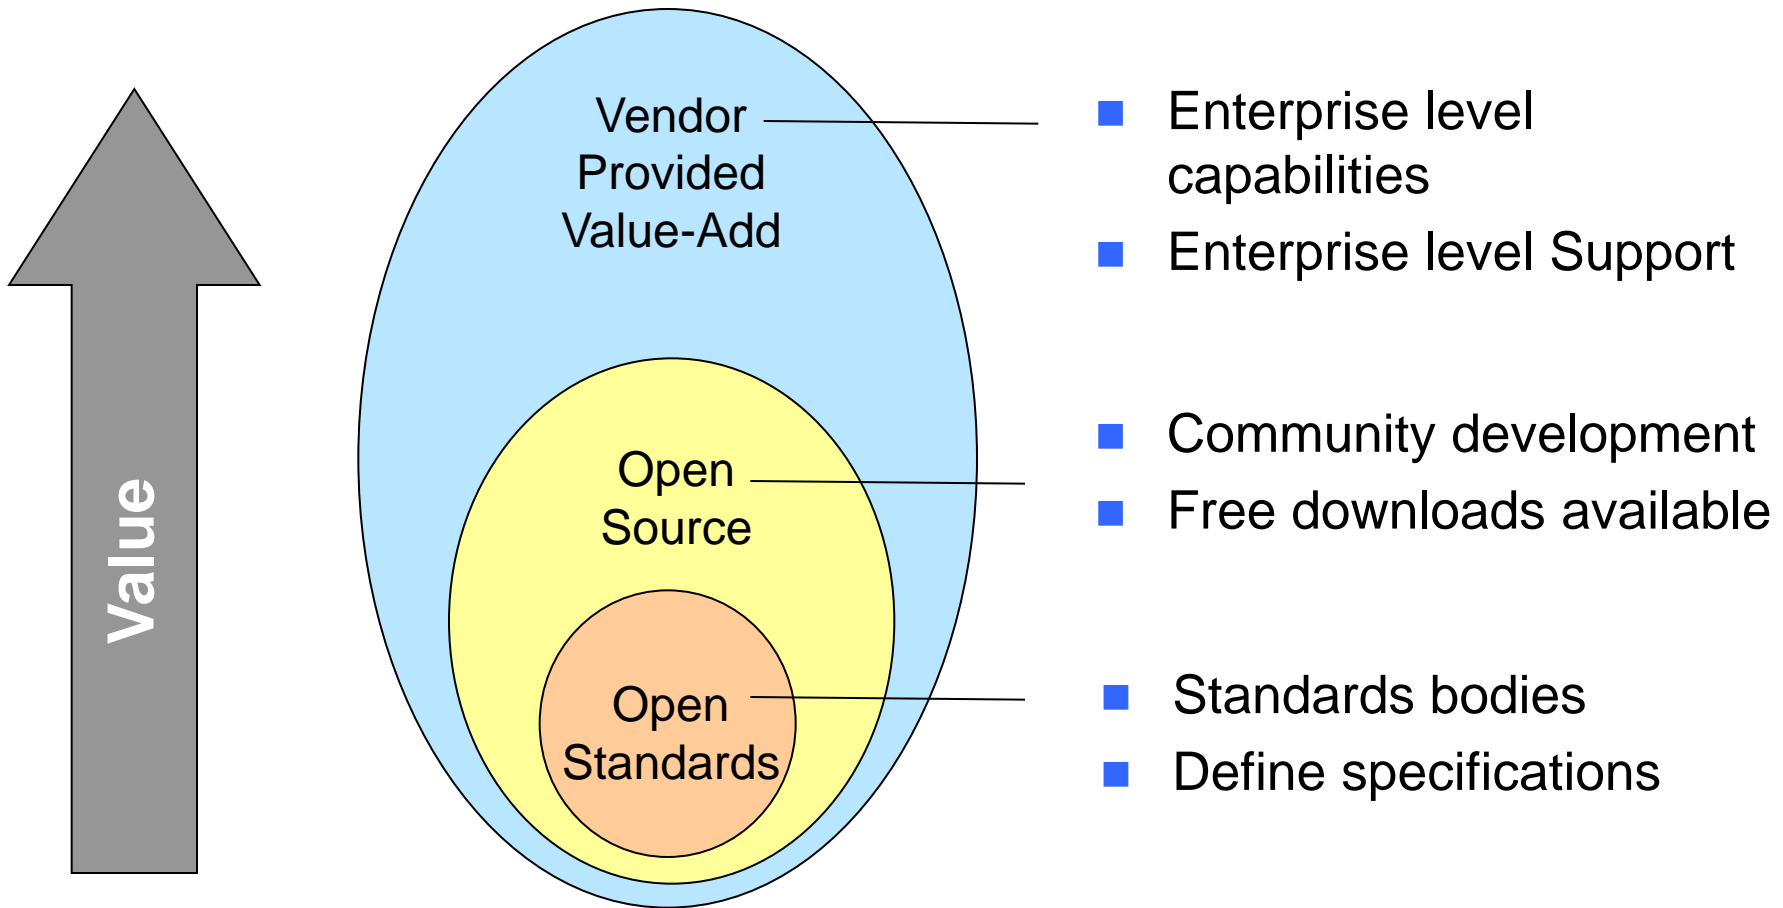 Value
Vendor
Provided
Value-Add
Enterprise level
capabilities
Enterprise level Support
Open
Source
Community development
Free downloads available
Open
Standards
Standards bodies
Define specifications